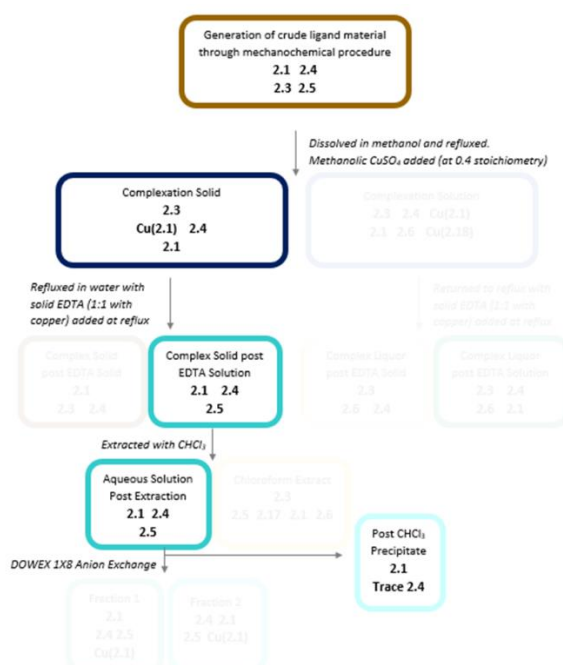 Generation of crude ligand material
through mechanochemical procedure
2.1 2.4
2.3 2.5
Dissolved in methanol and refluxed.
Methanolic CuSO₄ added (at 0.4 stoichiometry)
Complexation Solid
2.3
Cu(2.1) 2.4
2.1
Complexation Solution
2.3 2.4 Cu(2.1)
2.1 2.6 Cu(2.18)
Refluxed in water with
solid EDTA (1:1 with
copper) added at reflux
Returned to reflux with
solid EDTA (1:1 with
copper) added at reflux
Complex Solid
post EDTA Solid
2.1
2.3 2.4
Complex Solid post
EDTA Solution
2.1 2.4
2.5
Complex Liquor
post EDTA Solid
2.3
2.6 2.4
Complex Liquor
post EDTA Solution
2.3 2.4
2.6 2.1
Extracted with CHCl₃
Aqueous Solution
Post Extraction
2.1 2.4
2.5
Chloroform Extract
2.3
2.5 2.17 2.1 2.6
Post CHCl₃
Precipitate
2.1
Trace 2.4
DOWEX 1X8 Anion Exchange
Fraction 1
2.1
2.4 2.5
Cu(2.1)
Fraction 2
2.4 2.1
2.5 Cu(2.1)